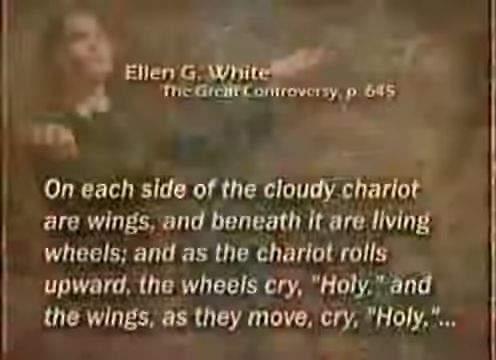 Ellen G. White
The Great Controversy, p. 645
On each side of the cloudy chariot
are wings, and beneath it are living
wheels; and as the chariot rolls
upward, the wheels cry, "Holy," and
the wings, as they move, cry, "Holy,"...